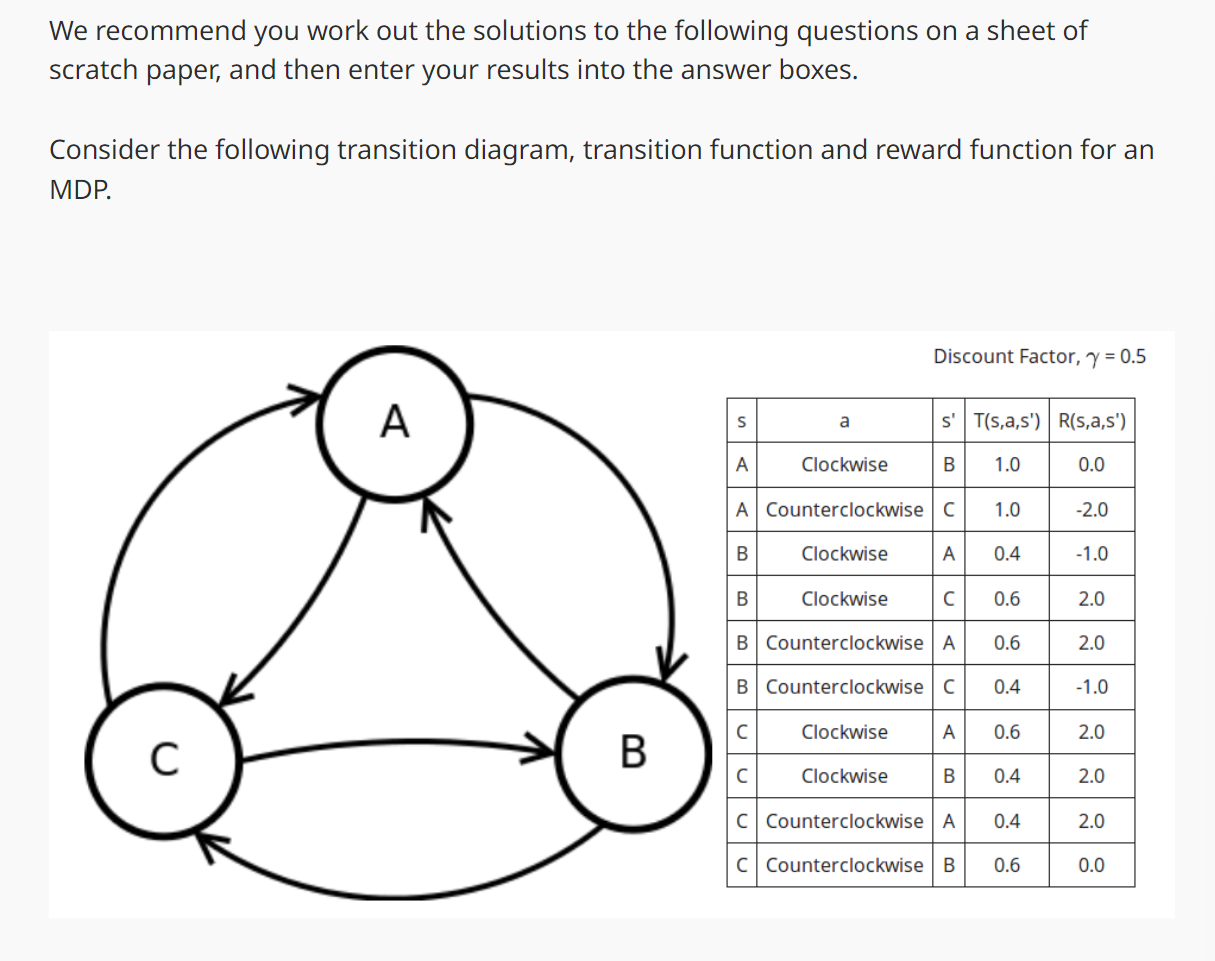 We recommend you work out the solutions to the following questions on a sheet of
scratch paper, and then enter your results into the answer boxes.
Consider the following transition diagram, transition function and reward function for an
MDP.
Discount Factor, γ = 0.5
A
C
B
s a s' T(s,a,s') R(s,a,s')
A Clockwise B 1.0 0.0
A Counterclockwise C 1.0 -2.0
B Clockwise A 0.4 -1.0
B Clockwise C 0.6 2.0
B Counterclockwise A 0.6 2.0
B Counterclockwise C 0.4 -1.0
C Clockwise A 0.6 2.0
C Clockwise B 0.4 2.0
C Counterclockwise A 0.4 2.0
C Counterclockwise B 0.6 0.0